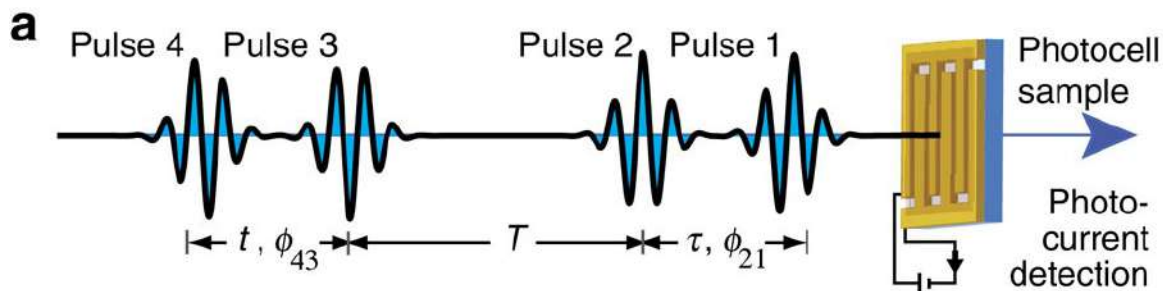 a
Pulse 4 Pulse 3 Pulse 2 Pulse 1
Photocell
sample
t , ϕ43 T τ, ϕ21
Photo-
current
detection